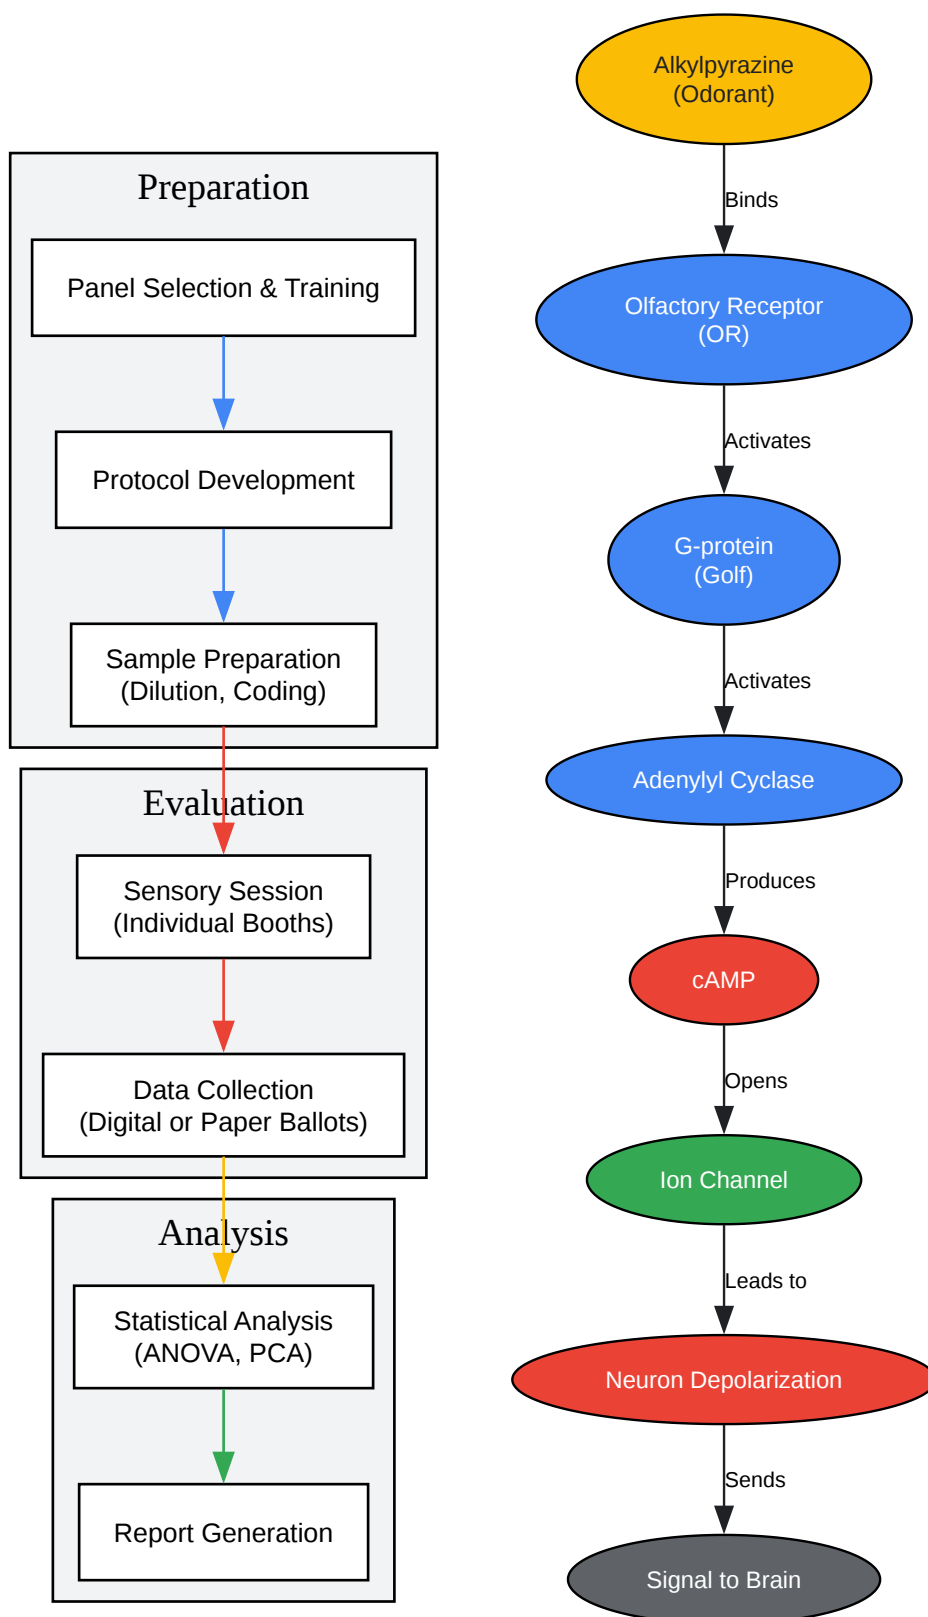 Preparation
Panel Selection & Training
Protocol Development
Sample Preparation
(Dilution, Coding)
Evaluation
Sensory Session
(Individual Booths)
Data Collection
(Digital or Paper Ballots)
Analysis
Statistical Analysis
(ANOVA, PCA)
Report Generation
Alkylpyrazine
(Odorant)
Binds
Olfactory Receptor
(OR)
Activates
G-protein
(Golf)
Activates
Adenylyl Cyclase
Produces
cAMP
Opens
Ion Channel
Leads to
Neuron Depolarization
Sends
Signal to Brain